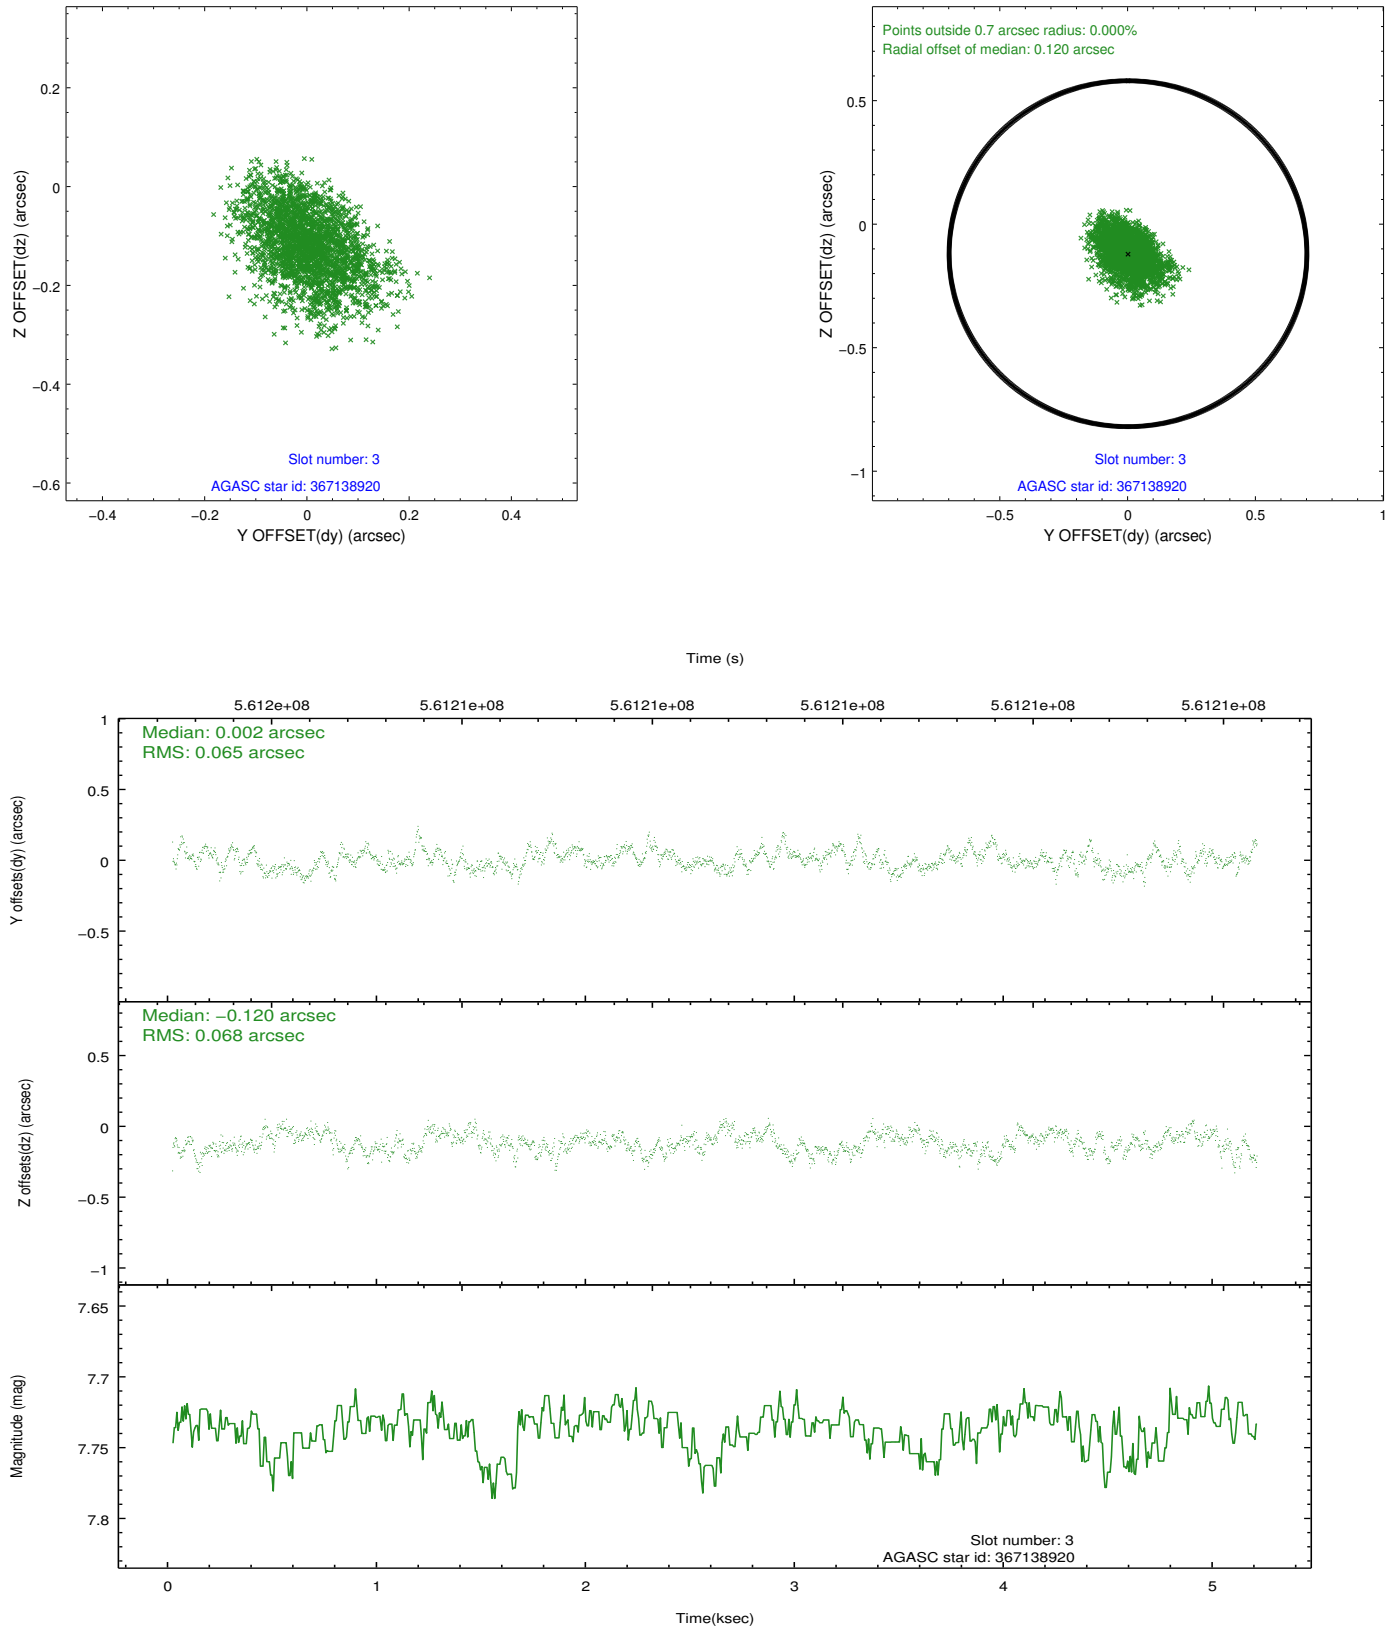 0.2
0
−0.2
−0.4
−0.6
Z OFFSET(dz) (arcsec)
Slot number: 3
AGASC star id: 367138920
−0.4 −0.2 0 0.2 0.4
Y OFFSET(dy) (arcsec)
Points outside 0.7 arcsec radius: 0.000%
Radial offset of median: 0.120 arcsec
0.5
0
−0.5
−1
Z OFFSET(dz) (arcsec)
Slot number: 3
AGASC star id: 367138920
−0.5 0 0.5 1
Y OFFSET(dy) (arcsec)
Time (s)
5.612e+08 5.6121e+08 5.6121e+08 5.6121e+08 5.6121e+08 5.6121e+08
1
0.5
0
−0.5
Y offsets(dy) (arcsec)
Median: 0.002 arcsec
RMS: 0.065 arcsec
0.5
0
−0.5
−1
Z offsets(dz) (arcsec)
Median: −0.120 arcsec
RMS: 0.068 arcsec
7.65
7.7
7.75
7.8
Magnitude (mag)
Slot number: 3
AGASC star id: 367138920
0 1 2 3 4 5
Time(ksec)